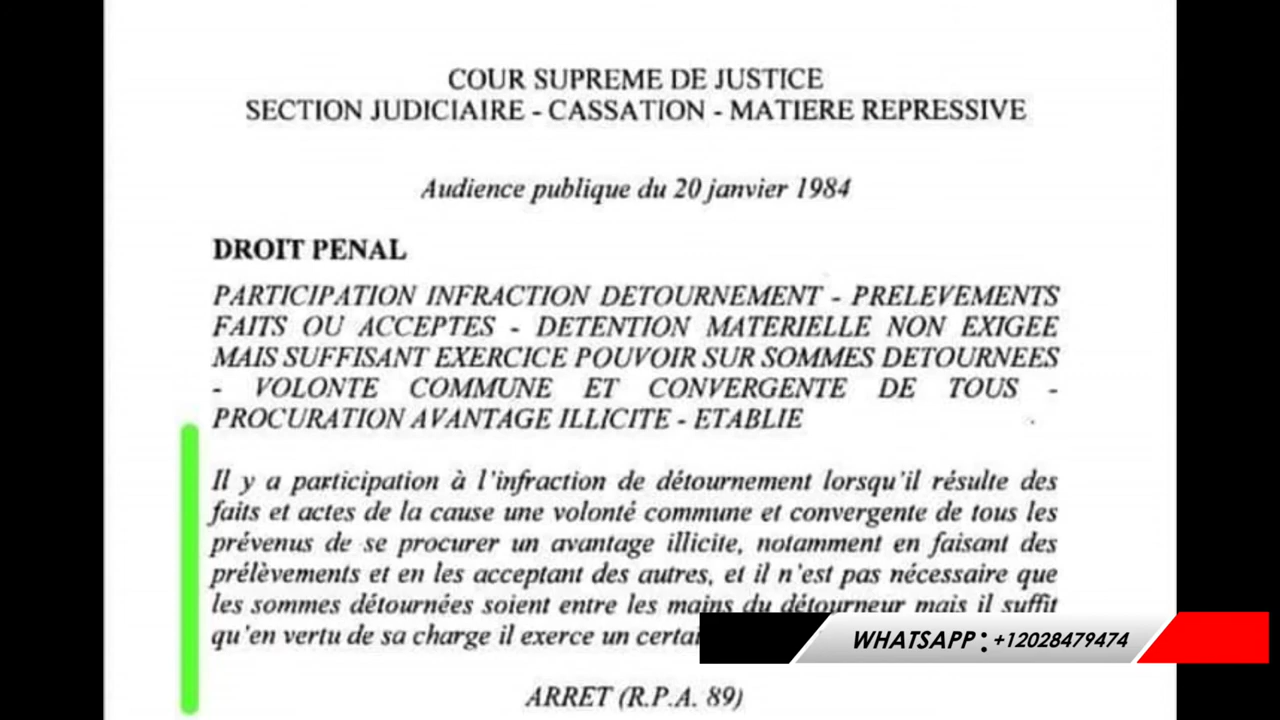 COUR SUPREME DE JUSTICE
SECTION JUDICIAIRE - CASSATION - MATIERE REPRESSIVE
Audience publique du 20 janvier 1984
DROIT PENAL
PARTICIPATION INFRACTION DETOURNEMENT - PRELEVEMENTS
FAITS OU ACCEPTES - DETENTION MATERIELLE NON EXIGEE
MAIS SUFFISANT EXERCICE POUVOIR SUR SOMMES DETOURNEES
- VOLONTE COMMUNE ET CONVERGENTE DE TOUS -
PROCURATION AVANTAGE ILLICITE - ETABLIE
Il y a participation à l'infraction de détournement lorsqu'il résulte des
faits et actes de la cause une volonté commune et convergente de tous les
prévenus de se procurer un avantage illicite, notamment en faisant des
prélèvements et en les acceptant des autres, et il n'est pas nécessaire que
les sommes détournées soient entre les mains du détourneur mais il suffit
qu'en vertu de sa charge il exerce un
WHATSAPP : +12028479474
ARRET (R.P.A. 89)